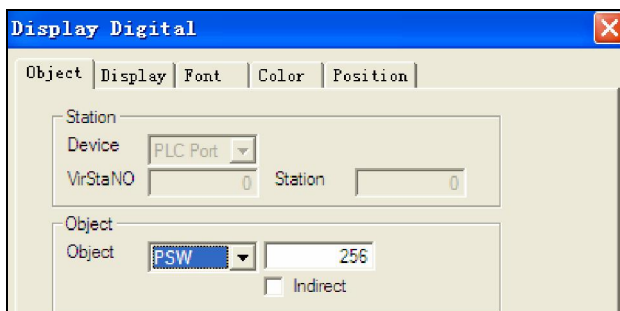 Display Digital
Object Display Font Color Position
Station
Device PLC Port
VirStaNO 0 Station 0
Object
Object PSW 256
Indirect